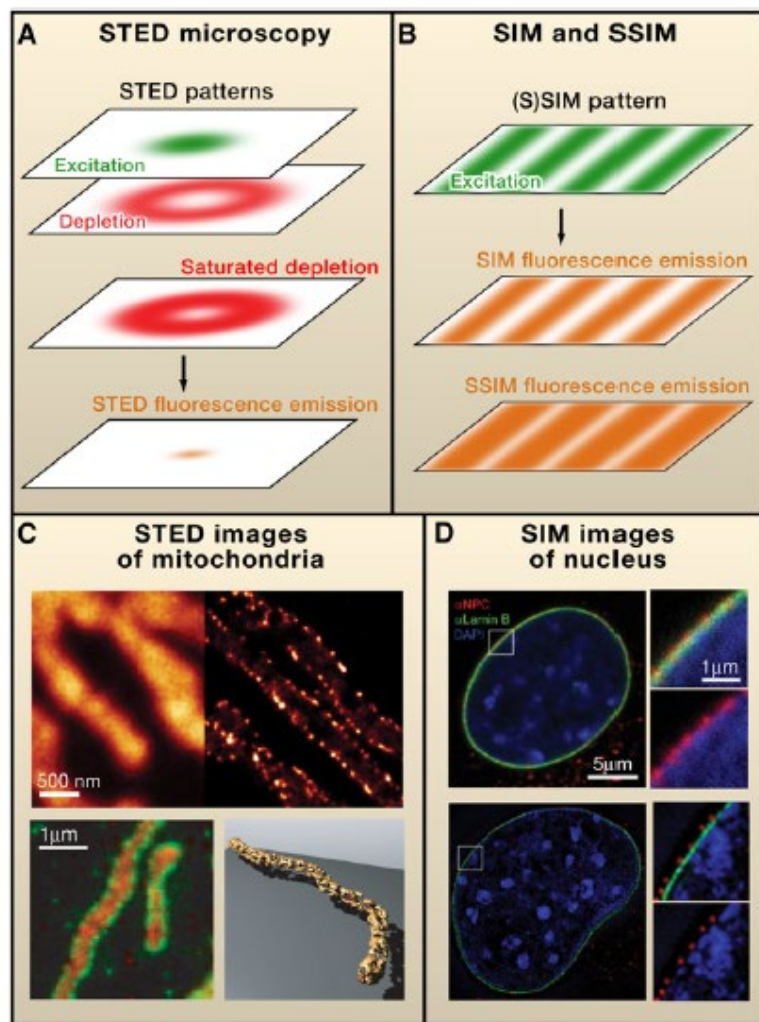 A
STED microscopy
STED patterns
Excitation
Depletion
Saturated depletion
STED fluorescence emission
B
SIM and SSIM
(S)SIM pattern
Excitation
SIM fluorescence emission
SSIM fluorescence emission
C
STED images
of mitochondria
500 nm
1μm
D
SIM images
of nucleus
αNPC
αLamin B
DAPI
5μm
1μm